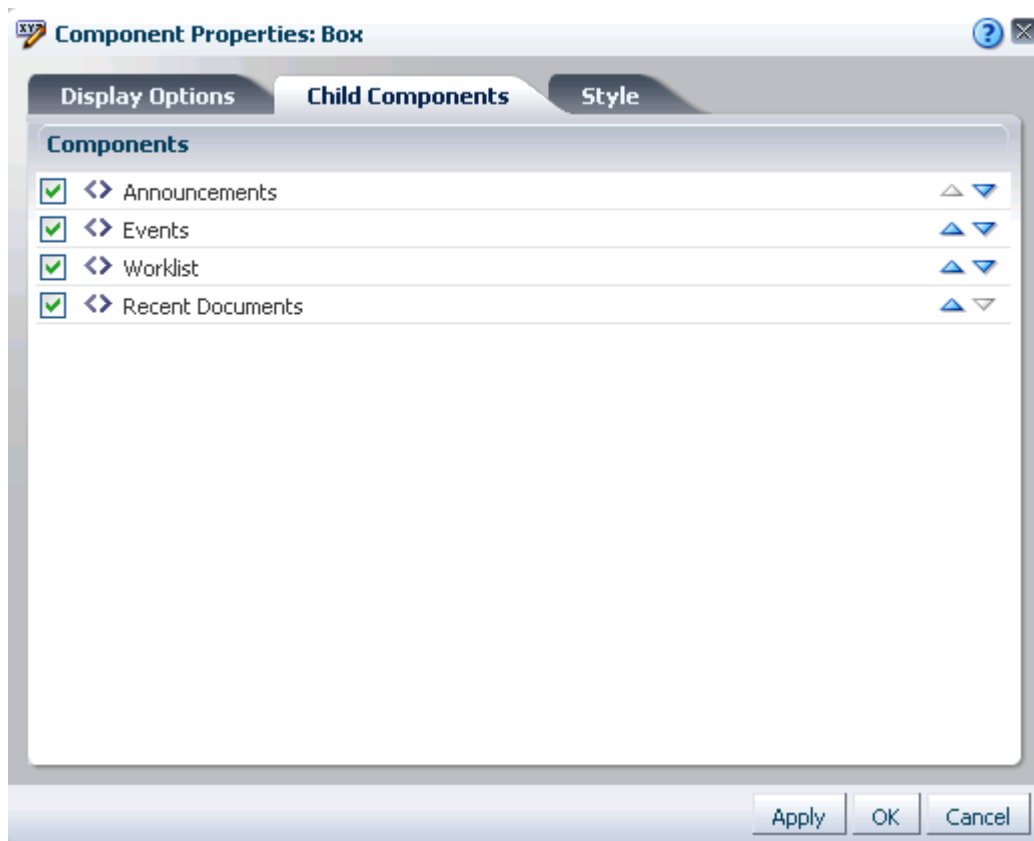 Component Properties: Box
Display Options Child Components Style
Components
Announcements
Events
Worklist
Recent Documents
Apply OK Cancel